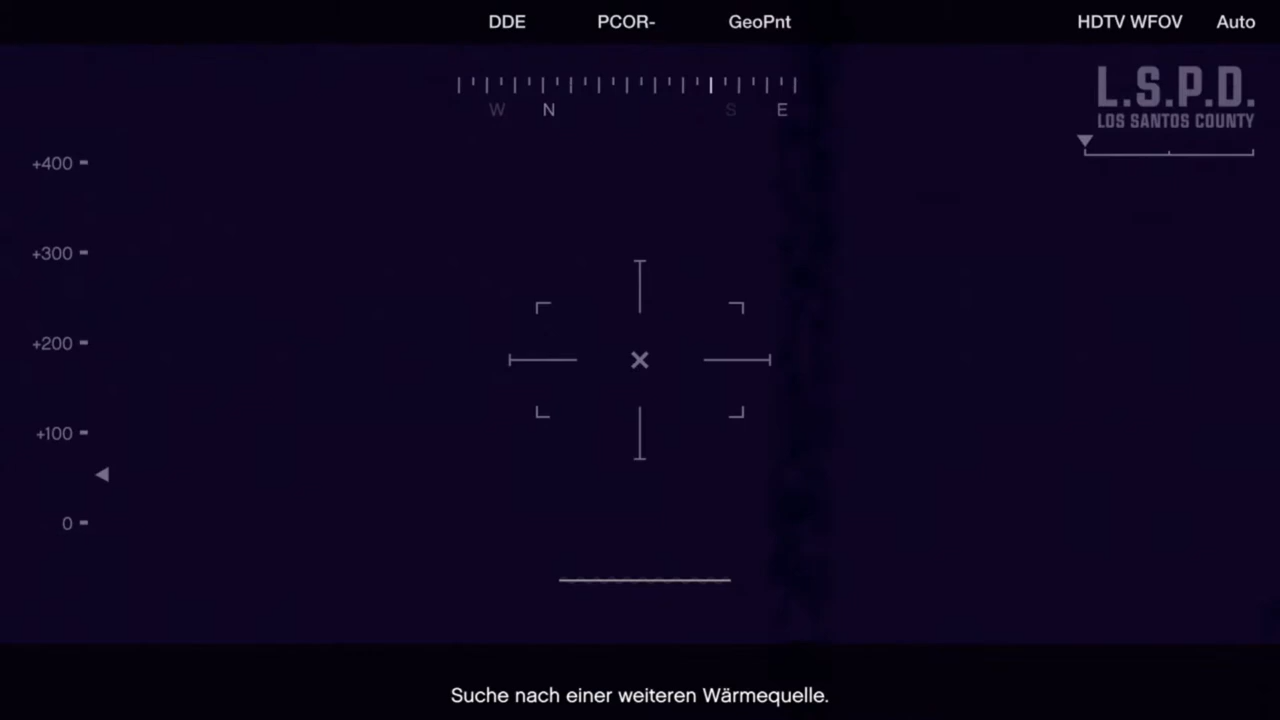 DDE PCOR- GeoPnt HDTV WFOV Auto
L.S.P.D.
LOS SANTOS COUNTY
W N S E
+400
+300
+200
+100
0
Suche nach einer weiteren Wärmequelle.